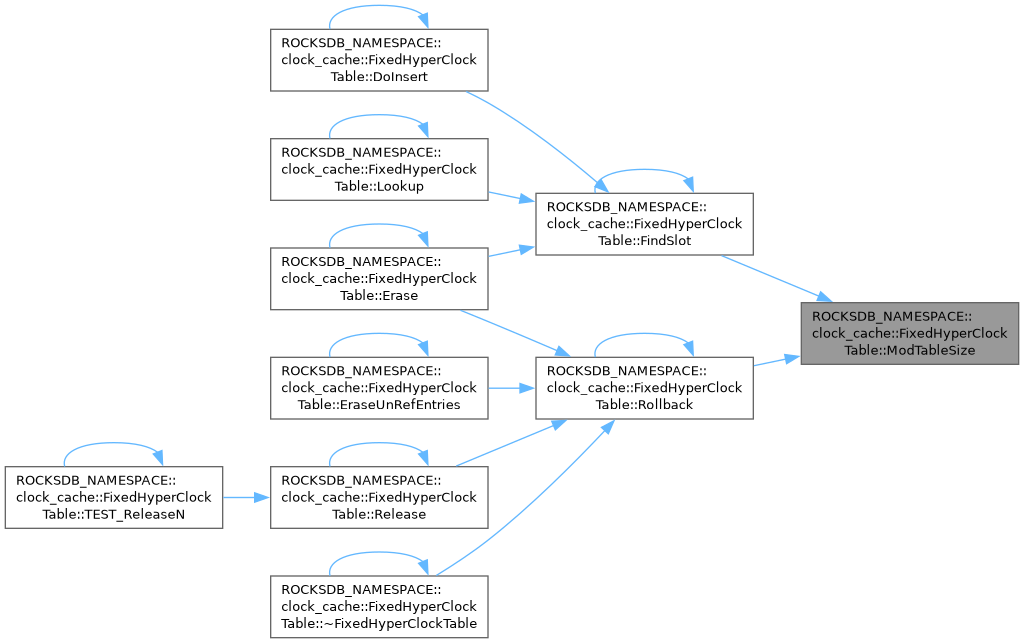 ROCKSDB_NAMESPACE::
clock_cache::FixedHyperClock
Table::DoInsert
ROCKSDB_NAMESPACE::
clock_cache::FixedHyperClock
Table::Lookup
ROCKSDB_NAMESPACE::
clock_cache::FixedHyperClock
Table::FindSlot
ROCKSDB_NAMESPACE::
clock_cache::FixedHyperClock
Table::Erase
ROCKSDB_NAMESPACE::
clock_cache::FixedHyperClock
Table::ModTableSize
ROCKSDB_NAMESPACE::
clock_cache::FixedHyperClock
Table::EraseUnRefEntries
ROCKSDB_NAMESPACE::
clock_cache::FixedHyperClock
Table::Rollback
ROCKSDB_NAMESPACE::
clock_cache::FixedHyperClock
Table::TEST_ReleaseN
ROCKSDB_NAMESPACE::
clock_cache::FixedHyperClock
Table::Release
ROCKSDB_NAMESPACE::
clock_cache::FixedHyperClock
Table::~FixedHyperClockTable